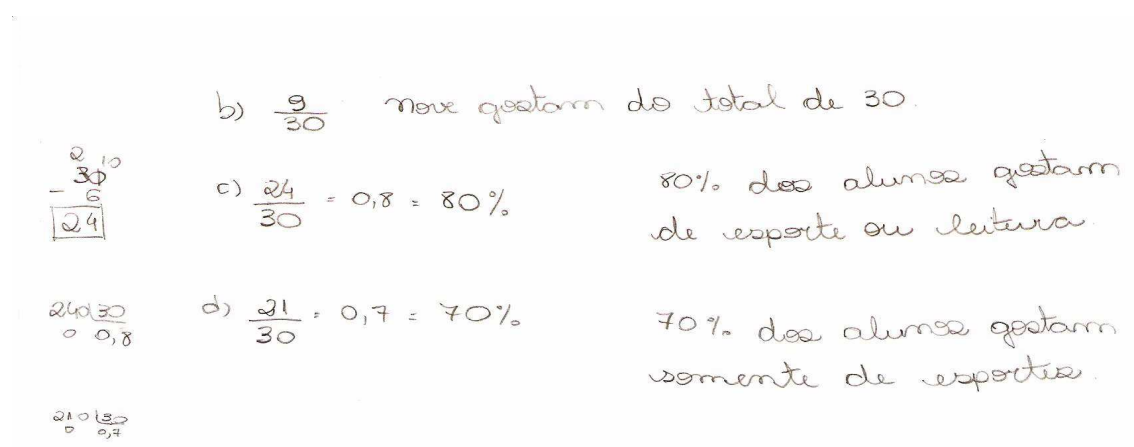 b) 9/30 Nove gostam do total de 30.
2 10
30
- 6
24
c) 24/30 = 0,8 = 80%
80% dos alunos gostam
de esporte ou leitura.
240 30
0 0,8
d) 21/30 = 0,7 = 70%
70% dos alunos gostam
somente de esportes.
210 30
0 0,7